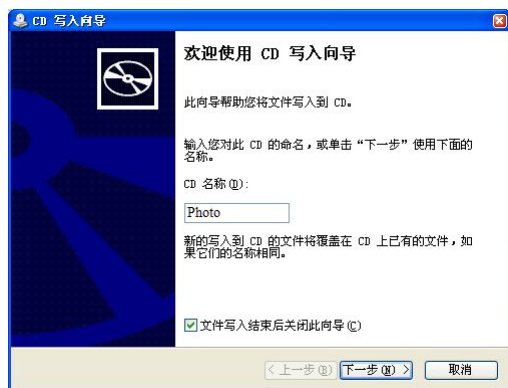 CD 写入向导
欢迎使用 CD 写入向导
此向导帮助您将文件写入到 CD。
输入您对此 CD 的命名，或单击“下一步”使用下面的
名称。
CD 名称(D):
Photo
新的写入到 CD 的文件将覆盖在 CD 上已有的文件，如
果它们的名称相同。
文件写入结束后关闭此向导(C)
< 上一步(B) 下一步(N) > 取消